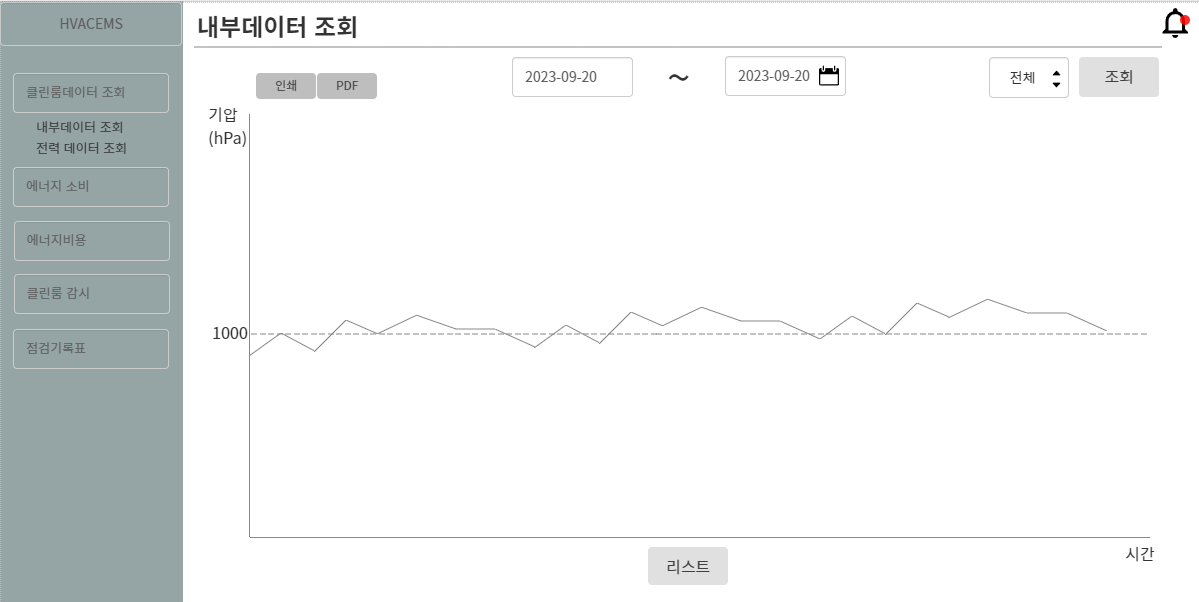 HVACEMS
클린룸데이터 조회
내부데이터 조회
전력 데이터 조회
에너지 소비
에너지비용
클린룸 감시
점검기록표
내부데이터 조회
인쇄
PDF
2023-09-20
~
2023-09-20
전체
조회
기압
(hPa)
1000
시간
리스트